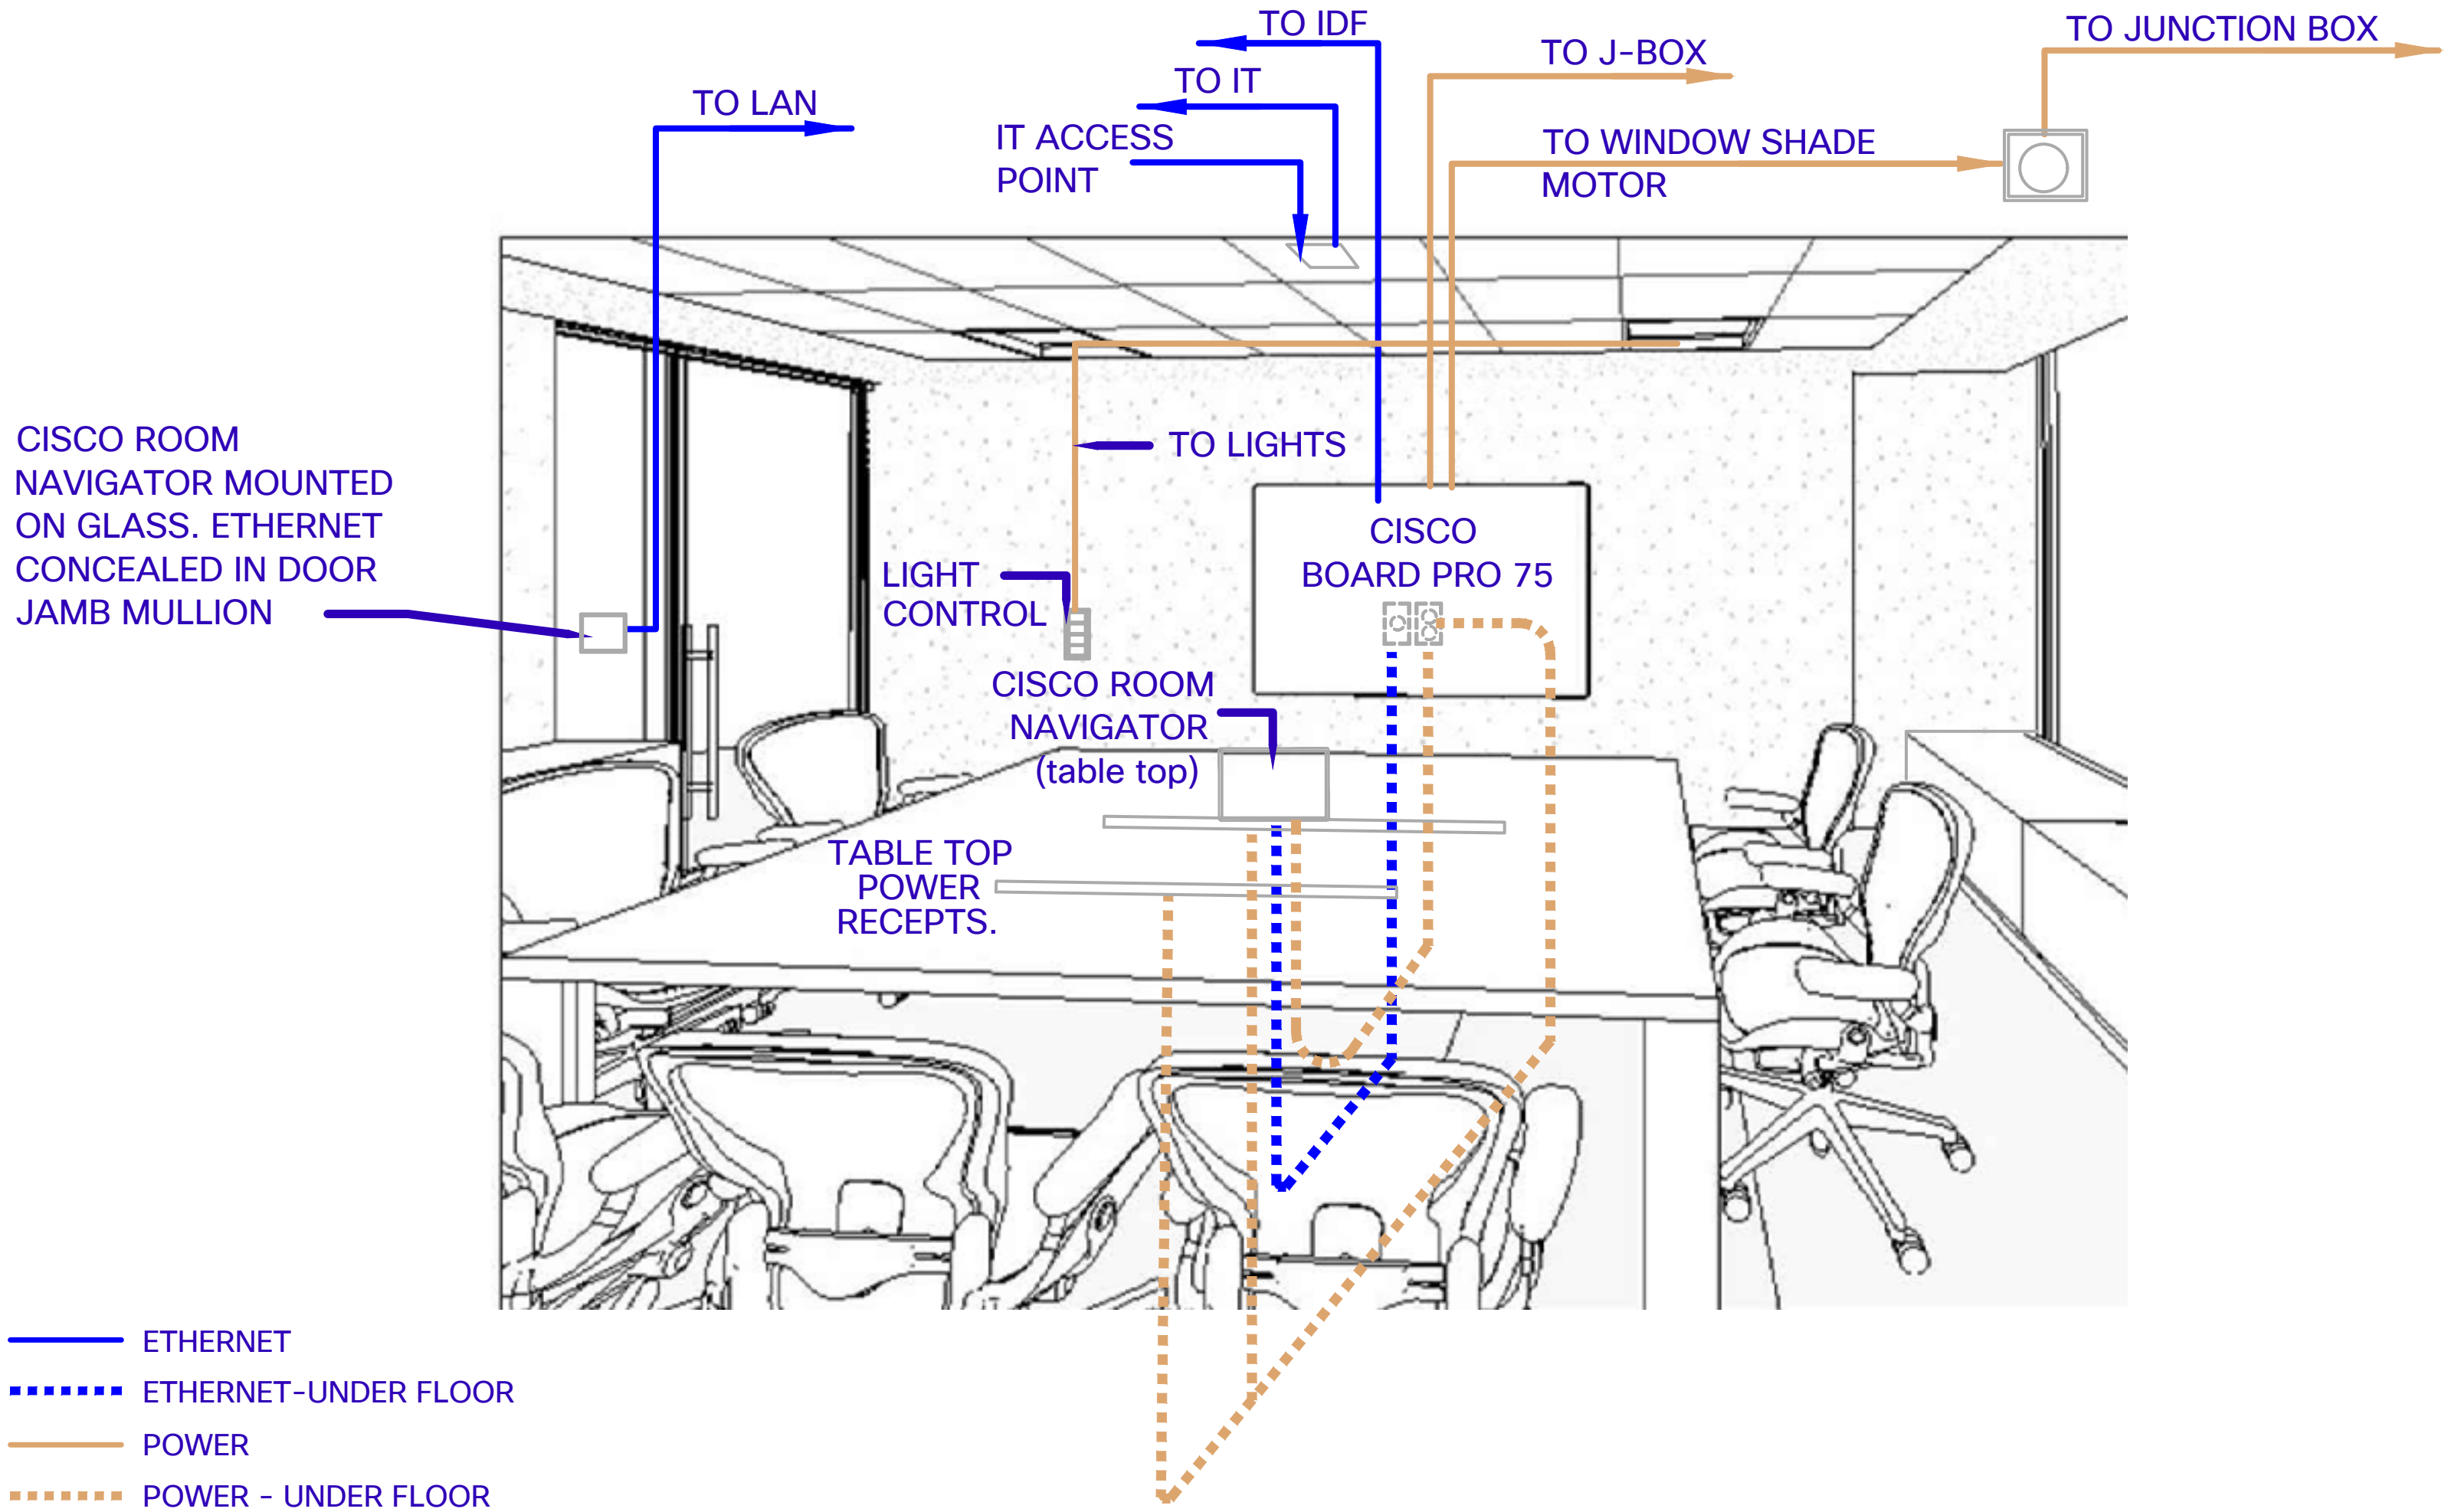 TO IDF
TO JUNCTION BOX
TO J-BOX
TO IT
TO LAN
IT ACCESS
POINT
TO WINDOW SHADE
MOTOR
CISCO ROOM
NAVIGATOR MOUNTED
ON GLASS. ETHERNET
CONCEALED IN DOOR
JAMB MULLION
TO LIGHTS
CISCO
BOARD PRO 75
LIGHT
CONTROL
CISCO ROOM
NAVIGATOR
(table top)
TABLE TOP
POWER
RECEPTS.
ETHERNET
ETHERNET-UNDER FLOOR
POWER
POWER - UNDER FLOOR